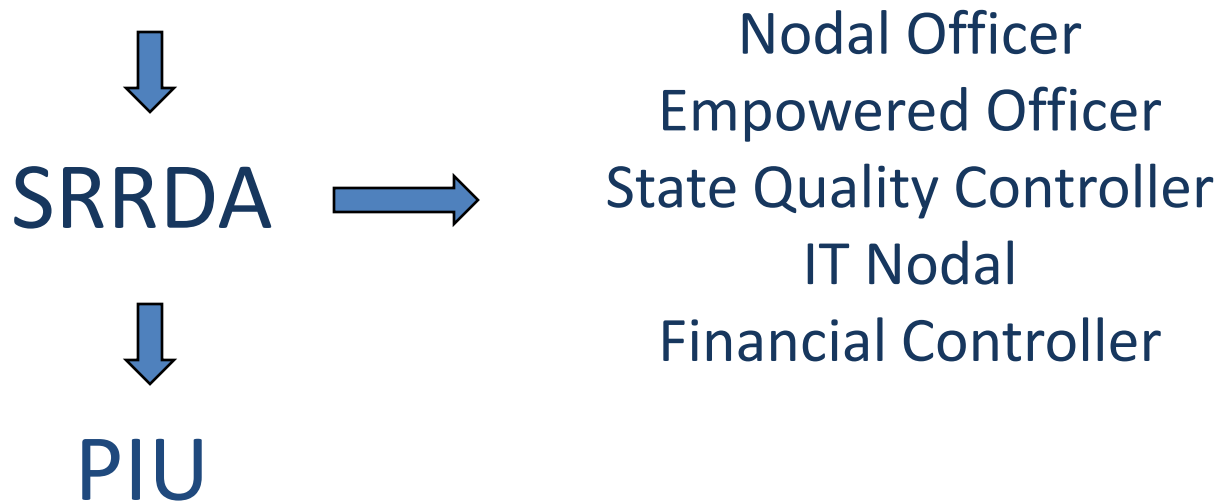 SRRDA
PIU
Nodal Officer
Empowered Officer
State Quality Controller
IT Nodal
Financial Controller